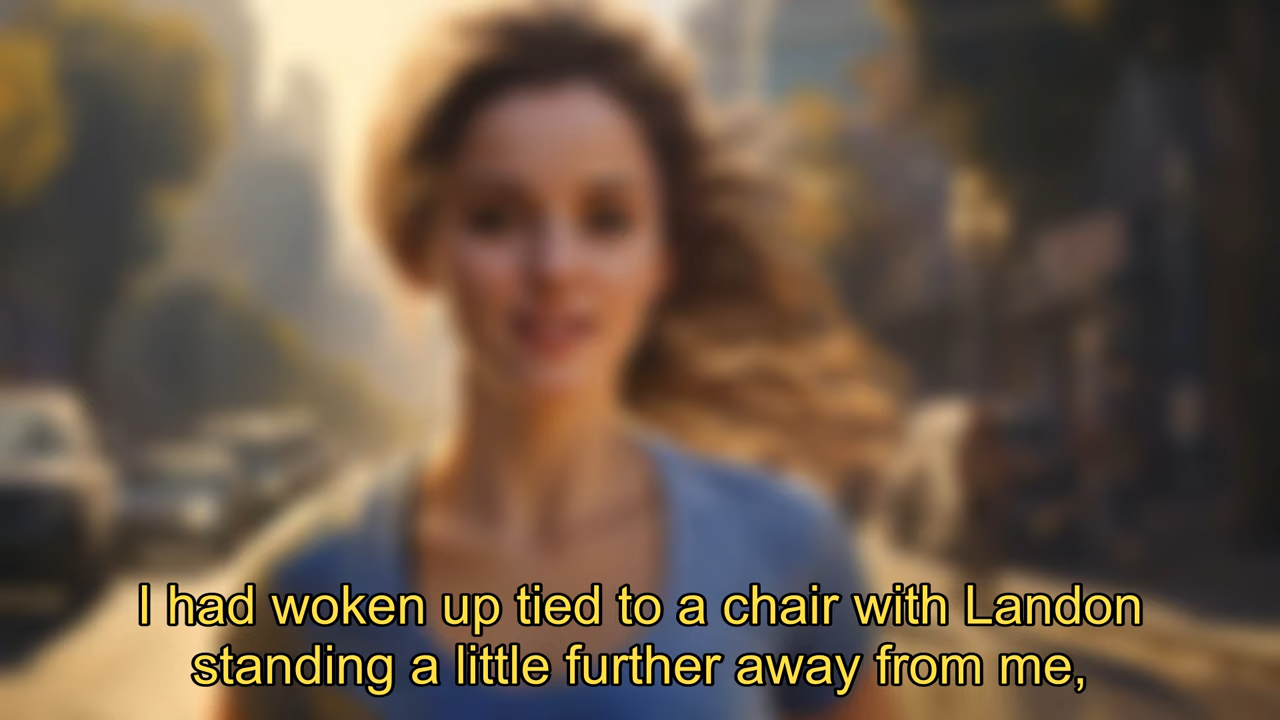 I had woken up tied to a chair with Landon
standing a little further away from me,